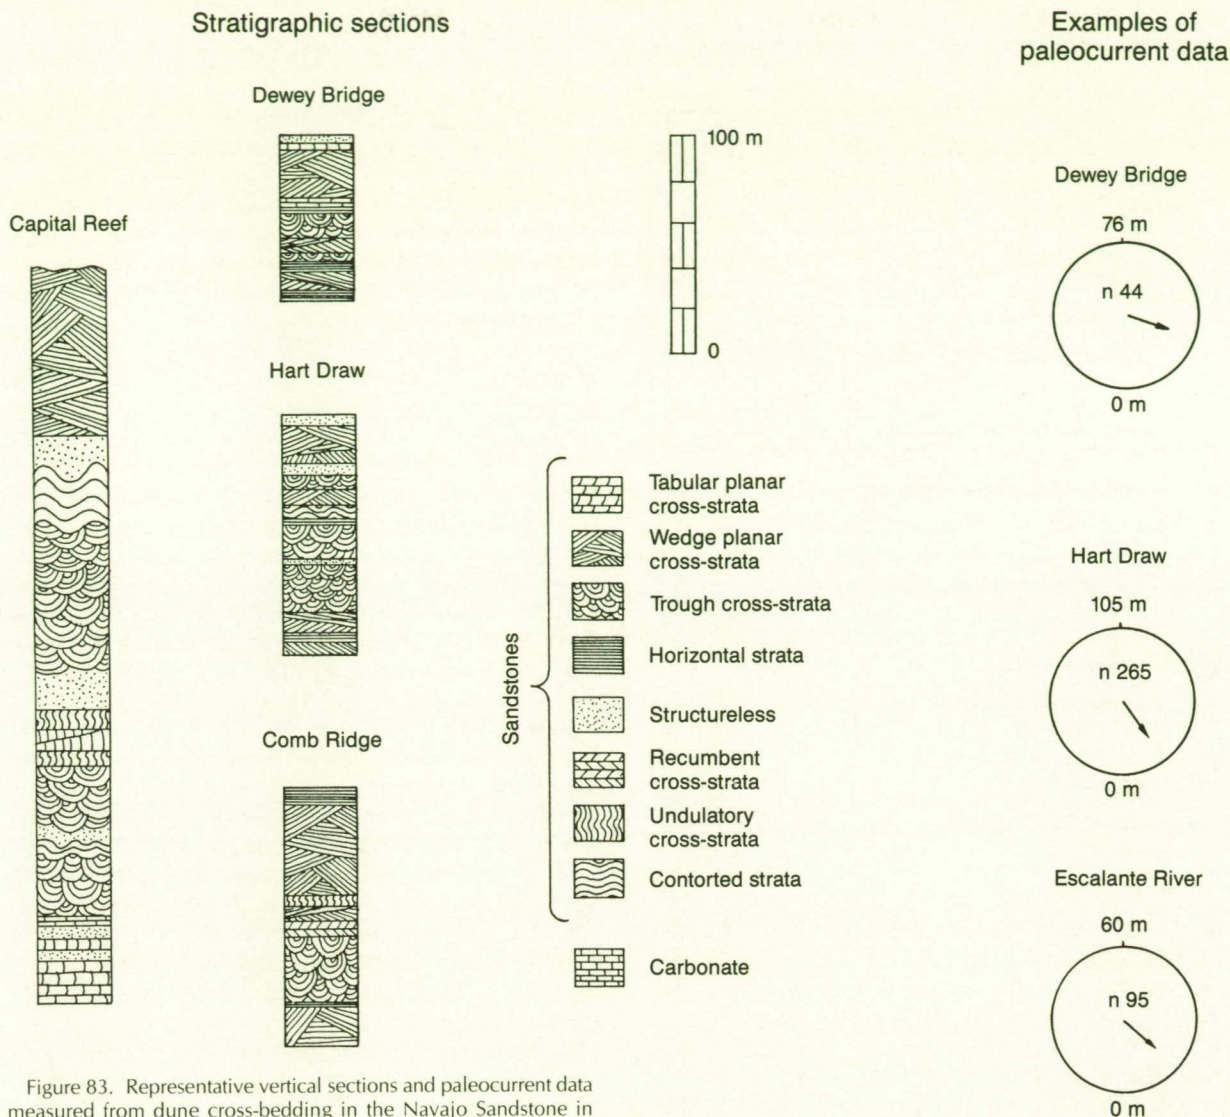 Stratigraphic sections
Examples of
paleocurrent data
Dewey Bridge
100 m
0
Capital Reef
Hart Draw
Comb Ridge
Sandstones
Tabular planar
cross-strata
Wedge planar
cross-strata
Trough cross-strata
Horizontal strata
Structureless
Recumbent
cross-strata
Undulatory
cross-strata
Contorted strata
Carbonate
Dewey Bridge
76 m
n 44
0 m
Hart Draw
105 m
n 265
0 m
Escalante River
60 m
n 95
0 m
Figure 83. Representative vertical sections and paleocurrent data
measured from dune cross-bedding in the Navajo Sandstone in